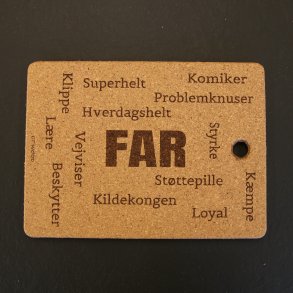 Klippe
Superhelt
Komiker
Problemknuser
Hverdagshelt
Lære
Vejviser
FAR
Styrke
Beskytter
Støttepille
Kæmpe
Kildekongen
Loyal